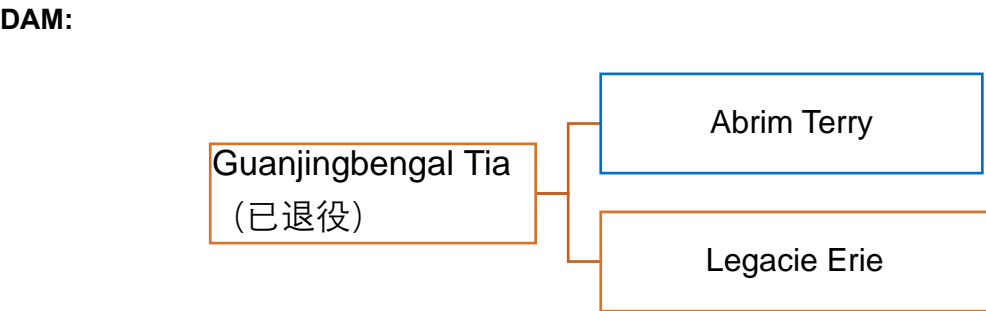 DAM:
Abrim Terry
Guanjingbengal Tia
（已退役）
Legacie Erie